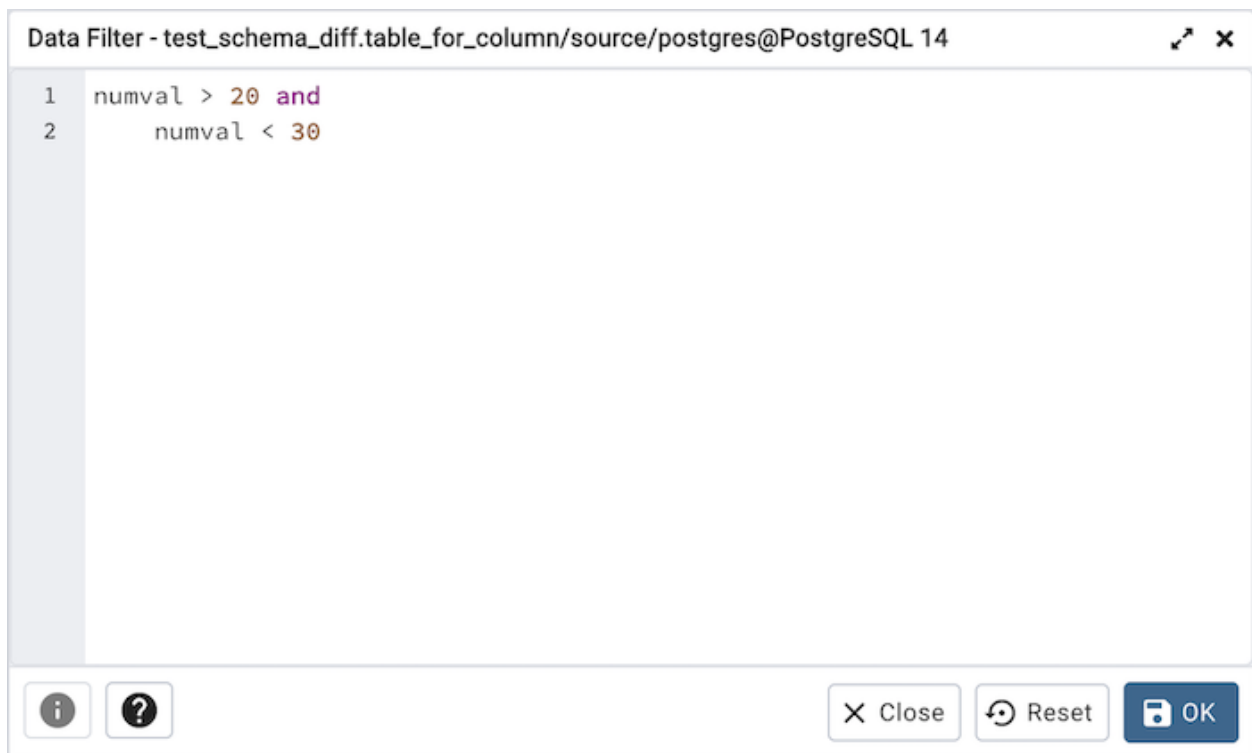 Data Filter - test_schema_diff.table_for_column/source/postgres@PostgreSQL 14
1 numval > 20 and
2     numval < 30
Close Reset OK